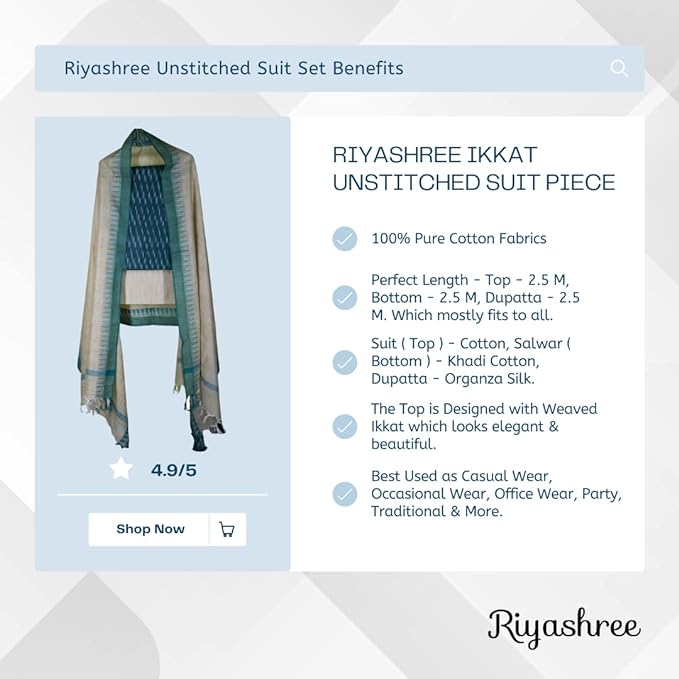 Riyashree Unstitched Suit Set Benefits
RIYASHREE IKKAT
UNSTITCHED SUIT PIECE
100% Pure Cotton Fabrics
Perfect Length - Top - 2.5 M,
Bottom - 2.5 M, Dupatta - 2.5
M. Which mostly fits to all.
Suit ( Top ) - Cotton, Salwar (
Bottom ) - Khadi Cotton,
Dupatta - Organza Silk.
The Top is Designed with Weaved
Ikkat which looks elegant &
beautiful.
Best Used as Casual Wear,
Occasional Wear, Office Wear, Party,
Traditional & More.
4.9/5
Shop Now
Riyashree